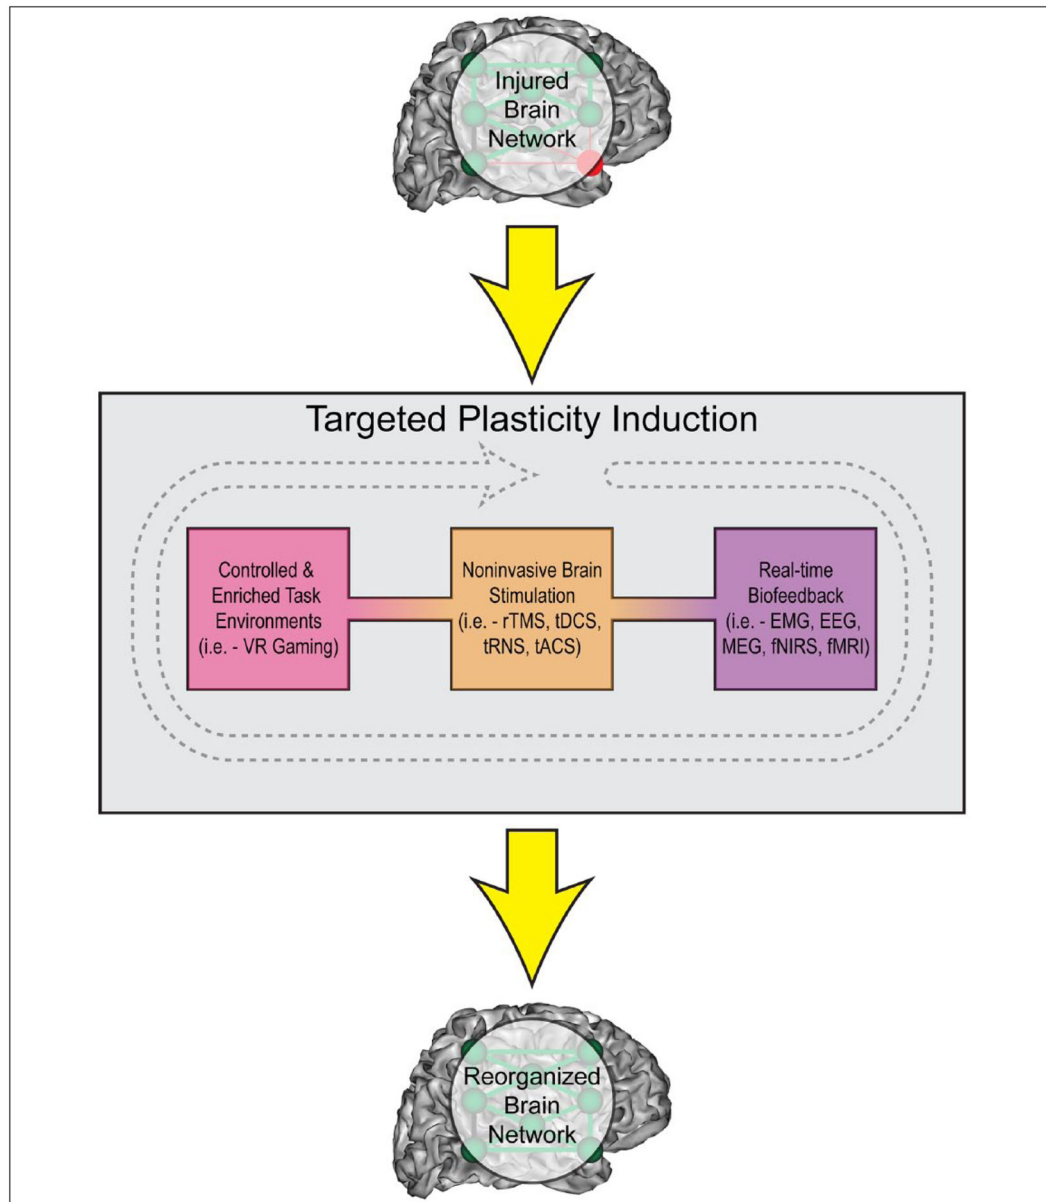 Injured
Brain
Network
Targeted Plasticity Induction
Controlled &
Enriched Task
Environments
(i.e. - VR Gaming)
Noninvasive Brain
Stimulation
(i.e. - rTMS, tDCS,
tRNS, tACS)
Real-time
Biofeedback
(i.e. - EMG, EEG,
MEG, fNIRS, fMRI)
Reorganized
Brain
Network